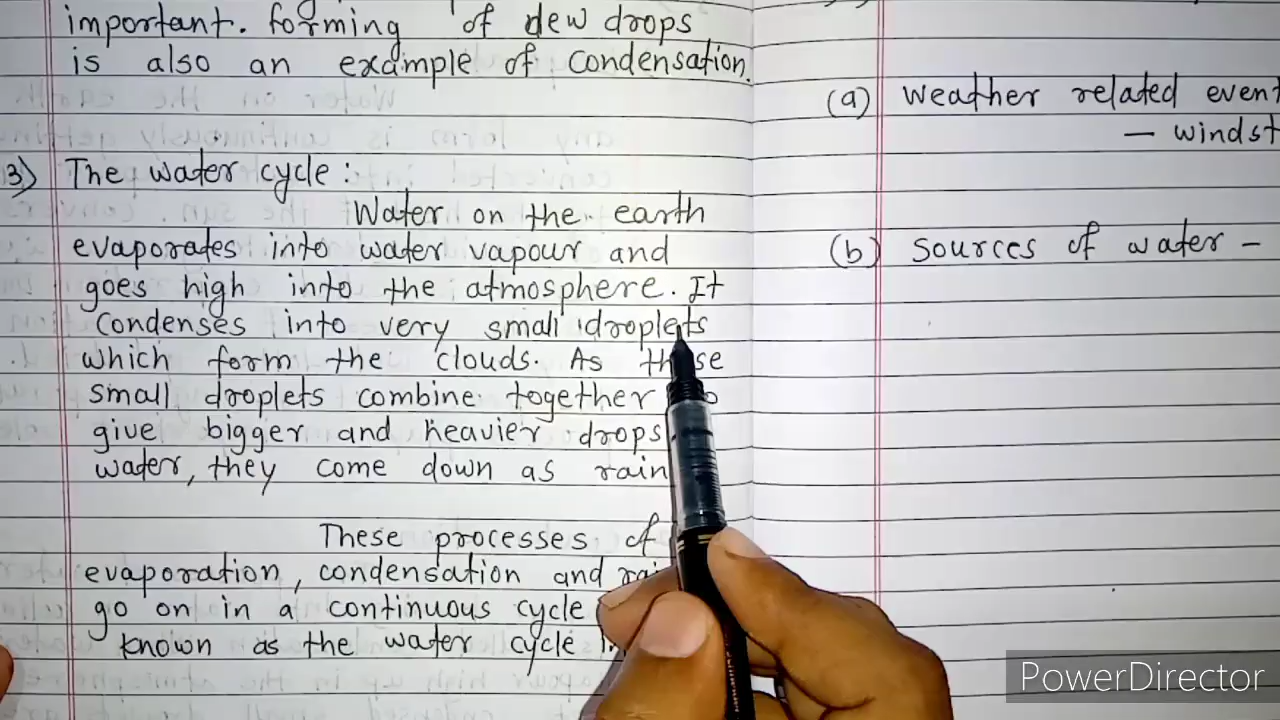 important. forming of dew drops
is also an example of condensation.
3) The water cycle :
Water on the earth
evaporates into water vapour and
goes high into the atmosphere. It
condenses into very small droplets
which form the clouds. As
small droplets combine together
give bigger and heavier drops
water, they come down as rain
These processes of
evaporation, condensation and
go on in a continuous cycle
known as the water cycle
(a) Weather related event
— windst
(b) Sources of water —
PowerDirector